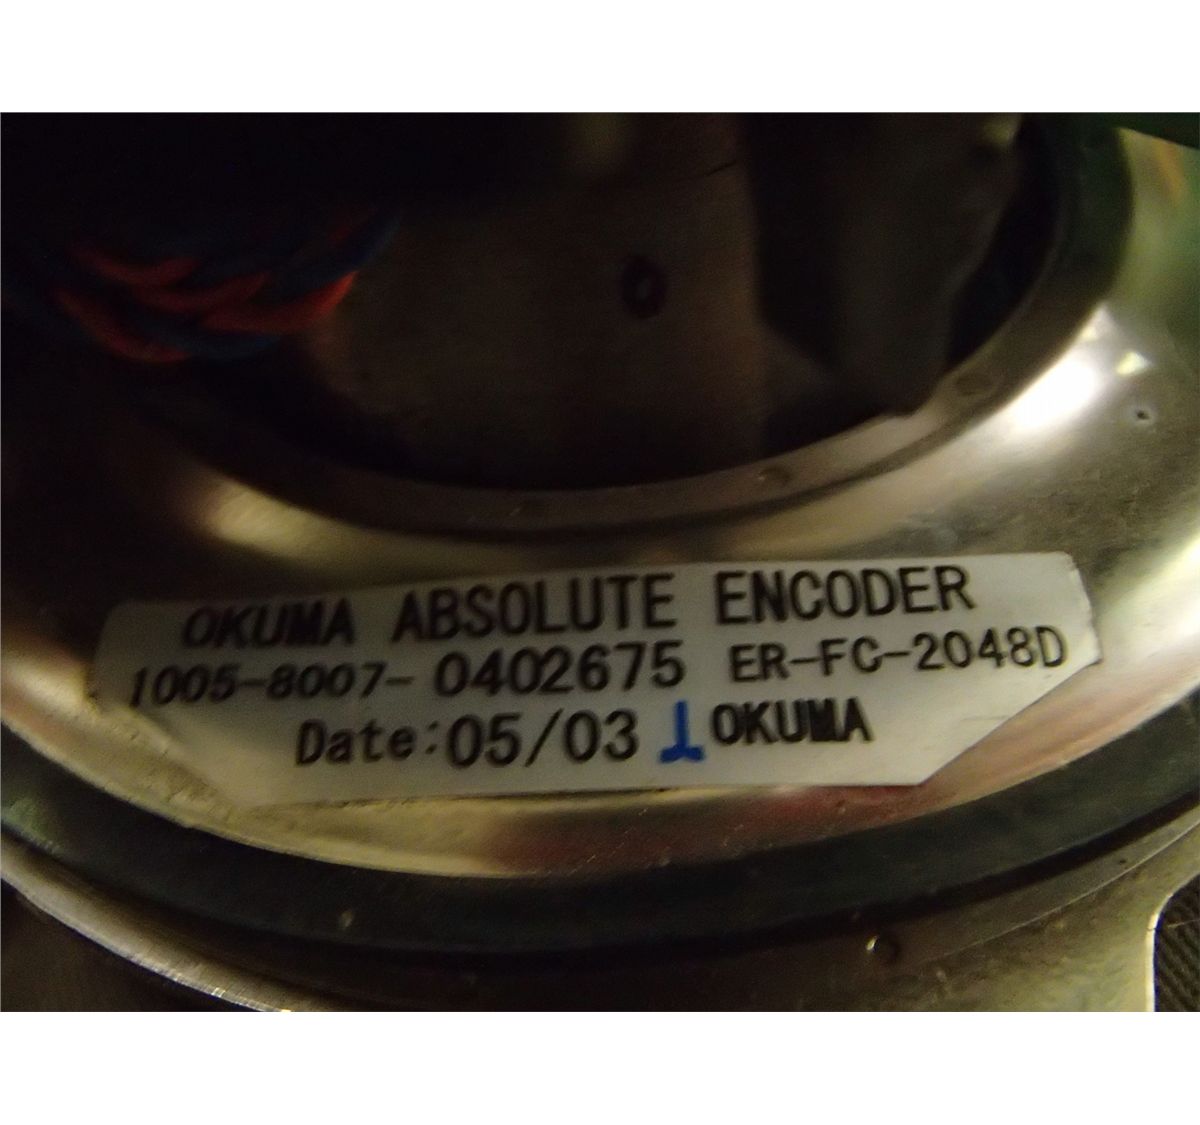 OKUMA ABSOLUTE ENCODER
1005-8007-0402675 ER-FC-2048D
Date:05/03 OKUMA